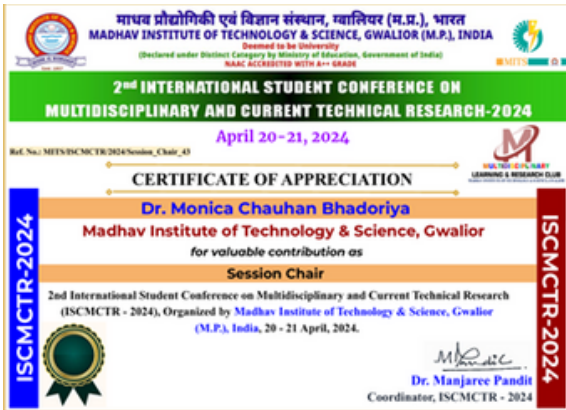 माधव प्रौद्योगिकी एवं विज्ञान संस्थान, ग्वालियर (म.प्र.), भारत
MADHAV INSTITUTE OF TECHNOLOGY & SCIENCE, GWALIOR (M.P.), INDIA
Deemed to be University
(Declared under Distinct Category by Ministry of Education, Government of India)
NAAC ACCREDITED WITH A++ GRADE
MITS
2nd INTERNATIONAL STUDENT CONFERENCE ON
MULTIDISCIPLINARY AND CURRENT TECHNICAL RESEARCH-2024
April 20-21, 2024
Ref. No.: MITS/ISCMCTR/2024/Session_Chair_43
MULTIDISCIPLINARY
LEARNING & RESEARCH CLUB
CERTIFICATE OF APPRECIATION
Dr. Monica Chauhan Bhadoriya
Madhav Institute of Technology & Science, Gwalior
for valuable contribution as
Session Chair
2nd International Student Conference on Multidisciplinary and Current Technical Research
(ISCMCTR - 2024), Organized by Madhav Institute of Technology & Science, Gwalior
(M.P.), India, 20 - 21 April, 2024.
ISCMCTR-2024
ISCMCTR-2024
MPandit
Dr. Manjaree Pandit
Coordinator, ISCMCTR - 2024